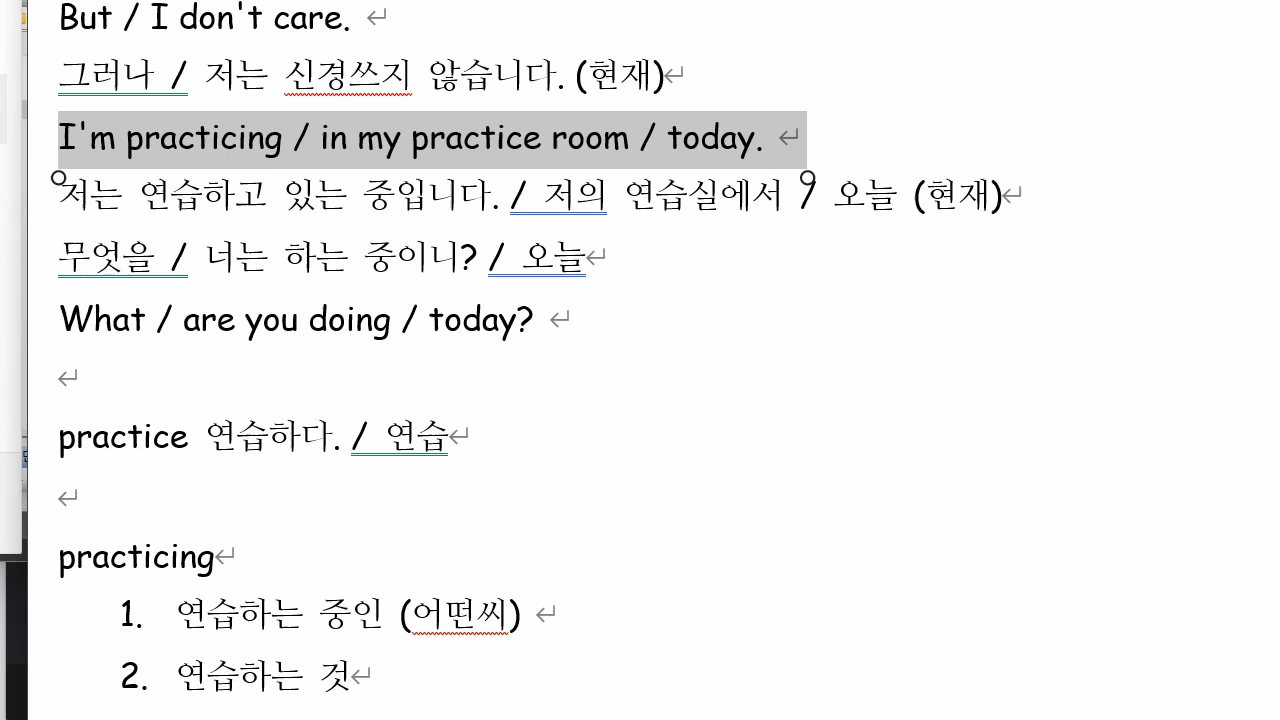 But / I don't care.
그러나 / 저는 신경쓰지 않습니다. (현재)
I'm practicing / in my practice room / today.
저는 연습하고 있는 중입니다. / 저의 연습실에서 / 오늘 (현재)
무엇을 / 너는 하는 중이니? / 오늘
What / are you doing / today?
practice 연습하다. / 연습
practicing
1. 연습하는 중인 (어떤씨)
2. 연습하는 것